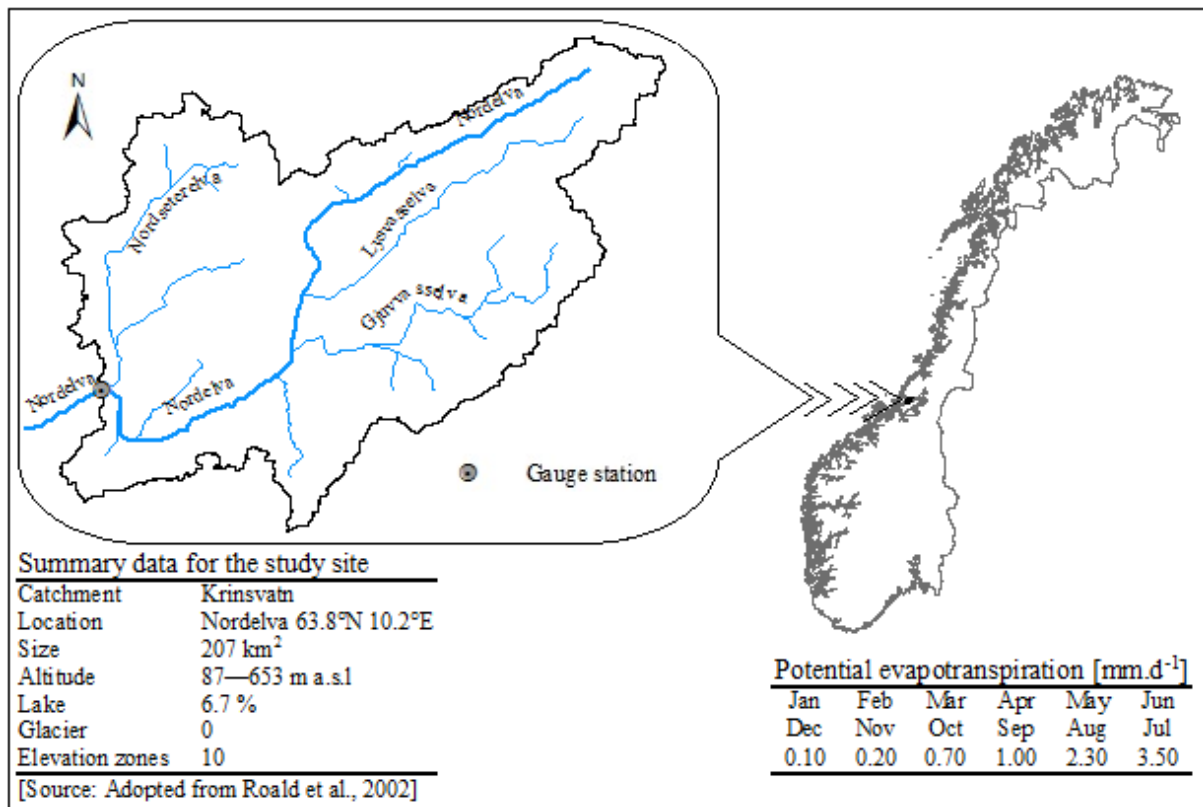 N
Nordelva
Nordseterelva
Lysvasselva
Gjuvvasselva
Nordelva
Nordelva
Gauge station
Summary data for the study site
Catchment Krinsvatn
Location Nordelva 63.8°N 10.2°E
Size 207 km²
Altitude 87—653 m a.s.l
Lake 6.7 %
Glacier 0
Elevation zones 10
[Source: Adopted from Roald et al., 2002]
Potential evapotranspiration [mm.d⁻¹]
Jan Feb Mar Apr May Jun
Dec Nov Oct Sep Aug Jul
0.10 0.20 0.70 1.00 2.30 3.50